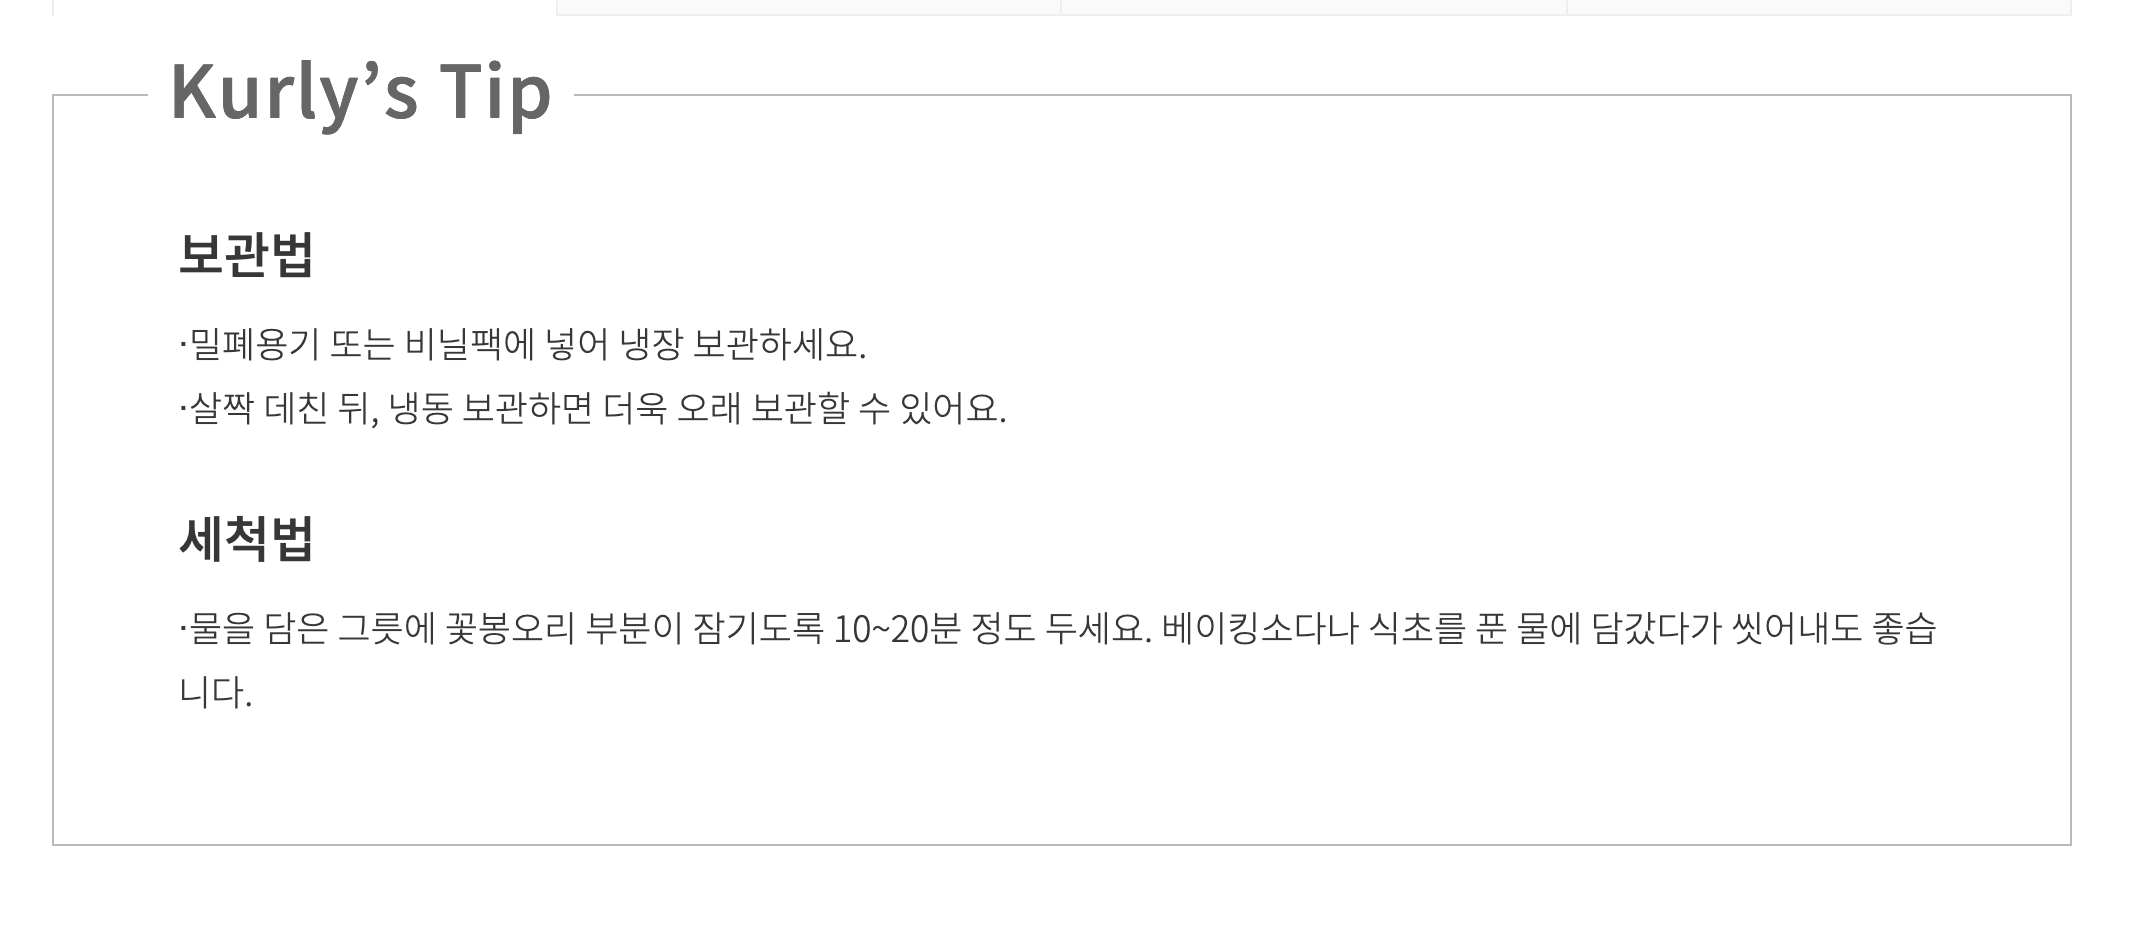 Kurly’s Tip
보관법
·밀폐용기 또는 비닐팩에 넣어 냉장 보관하세요.
·살짝 데친 뒤, 냉동 보관하면 더욱 오래 보관할 수 있어요.
세척법
·물을 담은 그릇에 꽃봉오리 부분이 잠기도록 10~20분 정도 두세요. 베이킹소다나 식초를 푼 물에 담갔다가 씻어내도 좋습
니다.